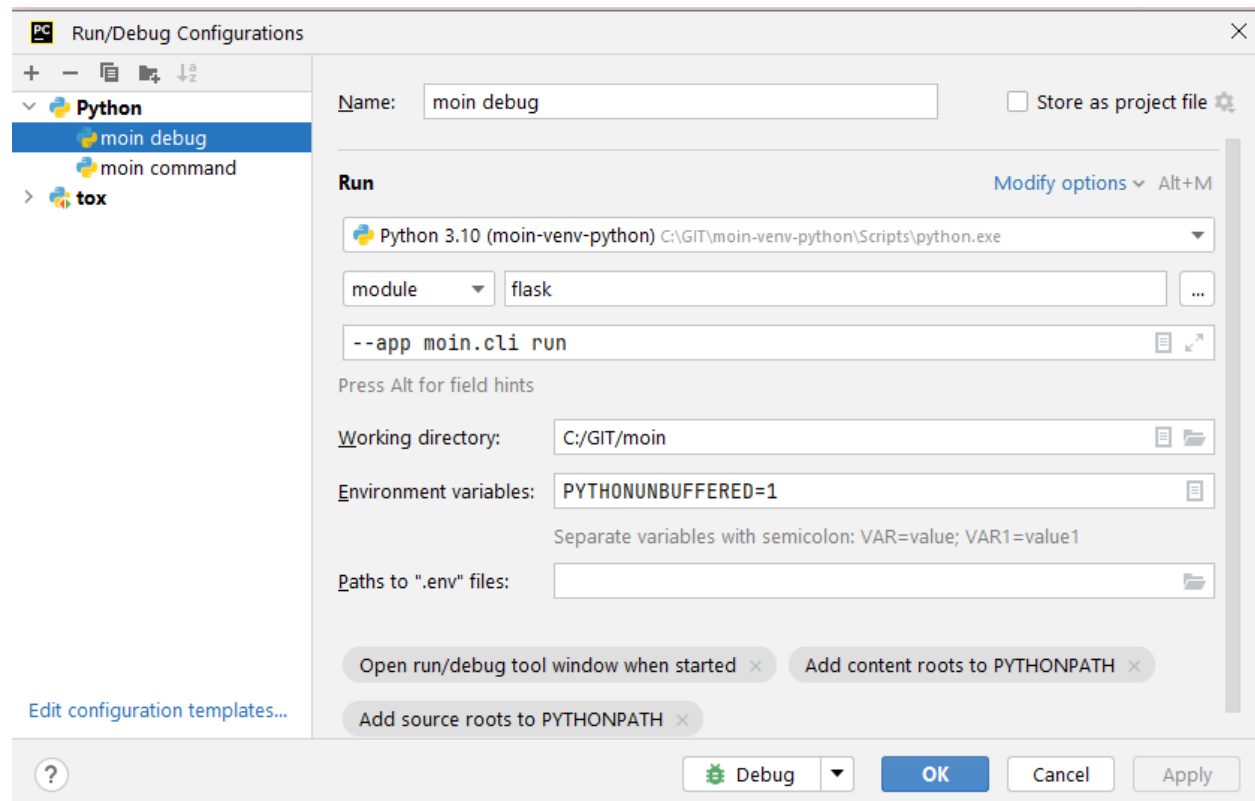 PC Run/Debug Configurations
Python
moin debug
moin command
tox
Edit configuration templates...
Name: moin debug Store as project file
Run Modify options Alt+M
Python 3.10 (moin-venv-python) C:\GIT\moin-venv-python\Scripts\python.exe
module flask ...
--app moin.cli run
Press Alt for field hints
Working directory: C:/GIT/moin
Environment variables: PYTHONUNBUFFERED=1
Separate variables with semicolon: VAR=value; VAR1=value1
Paths to ".env" files:
Open run/debug tool window when started × Add content roots to PYTHONPATH ×
Add source roots to PYTHONPATH ×
? Debug OK Cancel Apply